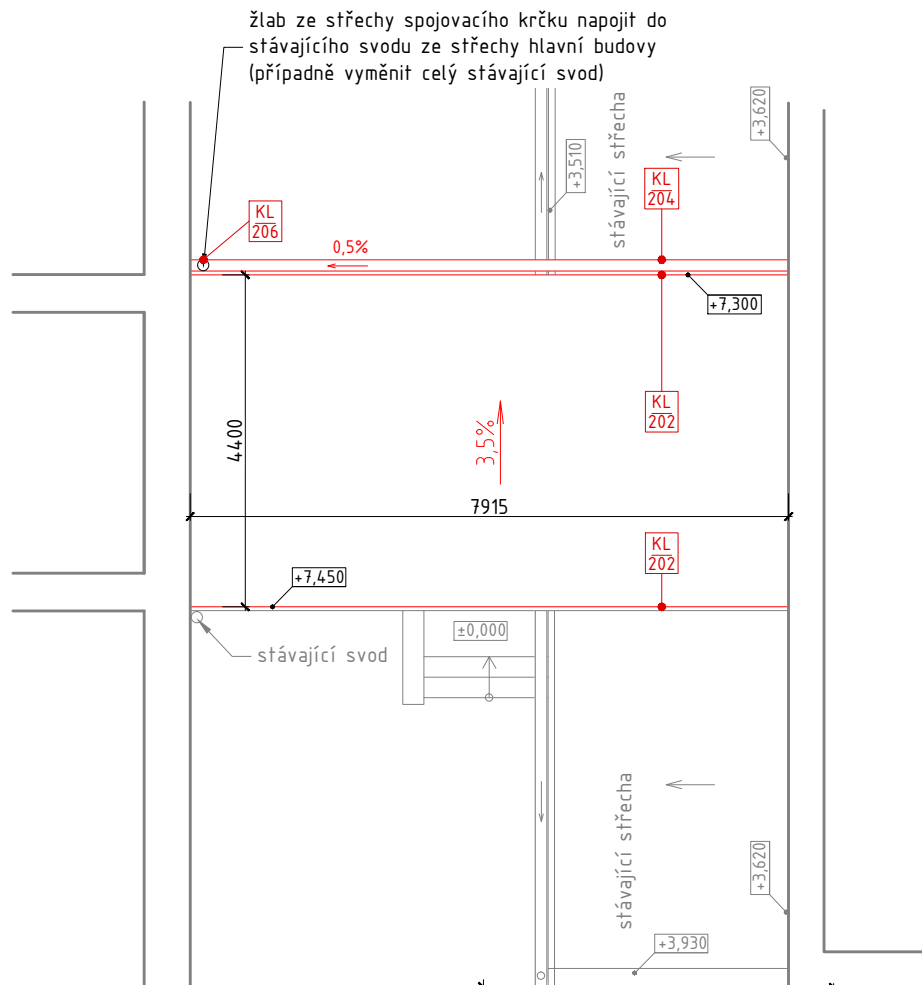 žlab ze střechy spojovacího krčku napojit do
stávajícího svodu ze střechy hlavní budovy
(případně vyměnit celý stávající svod)
stávající střecha
+3,620
+3,510
KL
204
KL
206
0,5%
+7,300
KL
202
4400
3,5%
7915
KL
202
+7,450
±0,000
stávající svod
stávající střecha
+3,620
+3,930